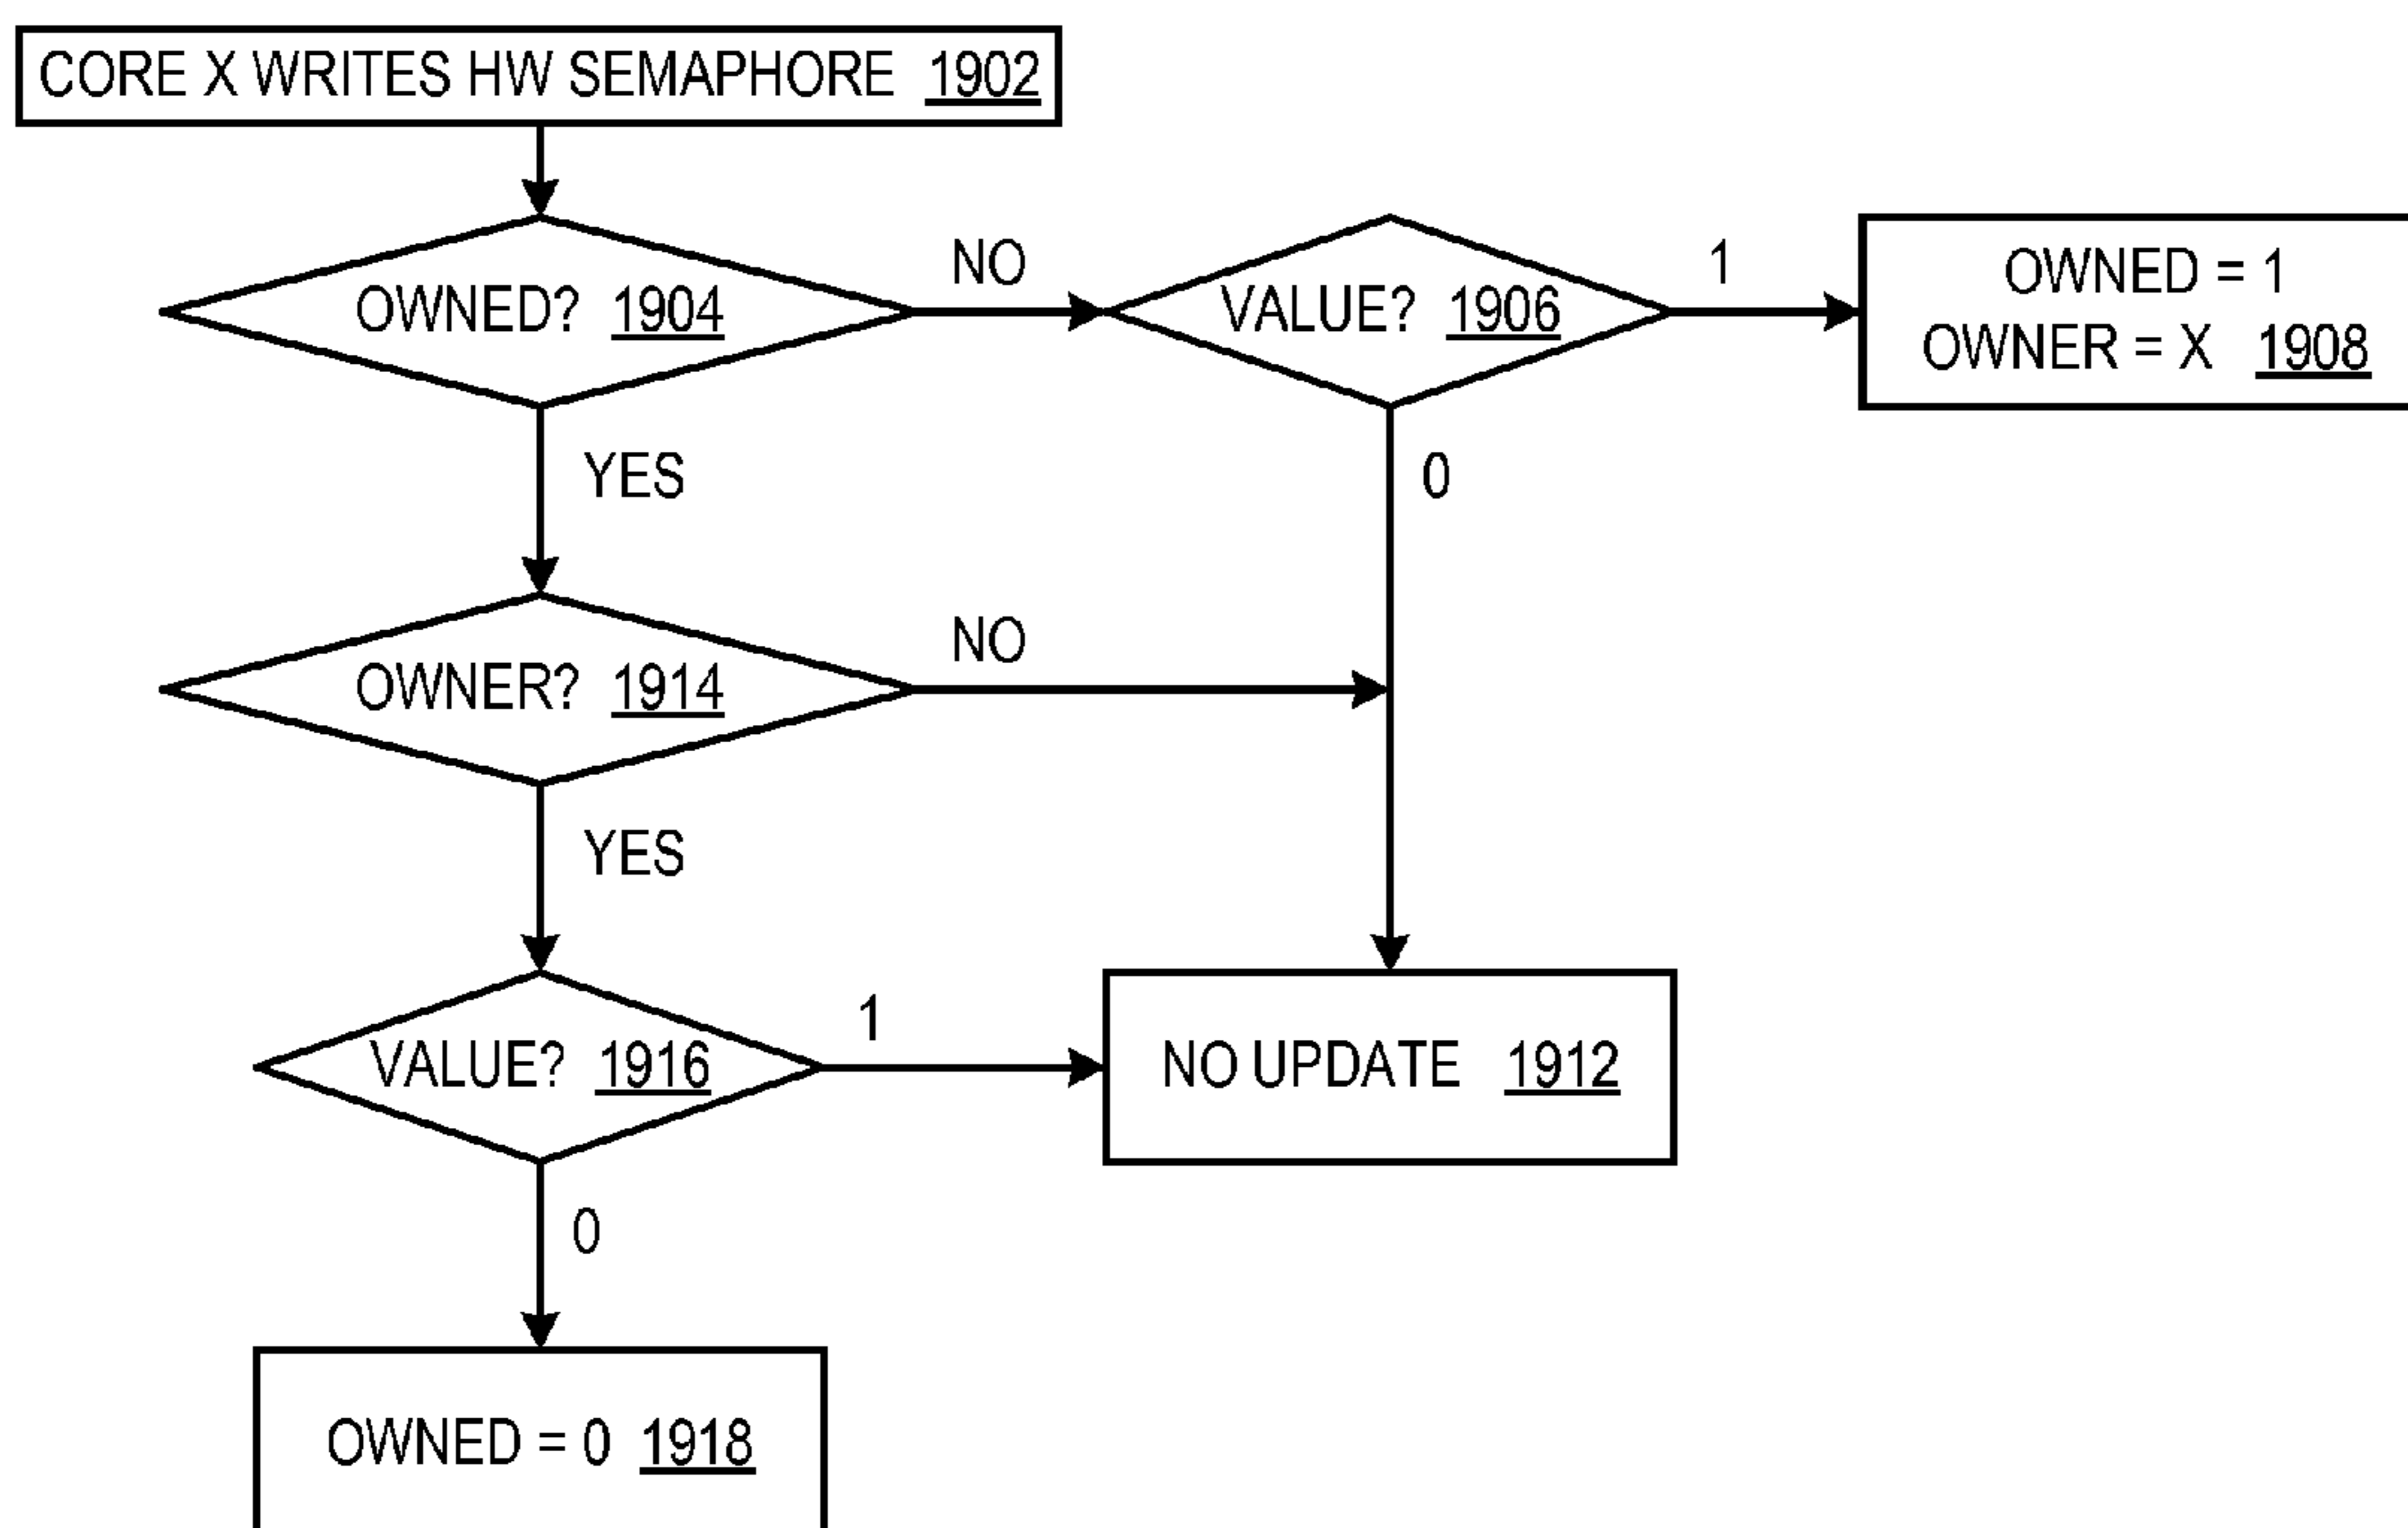 CORE X WRITES HW SEMAPHORE 1902
OWNED? 1904
NO
VALUE? 1906
1
OWNED = 1
OWNER = X 1908
YES
0
OWNER? 1914
NO
YES
VALUE? 1916
1
NO UPDATE 1912
0
OWNED = 0 1918